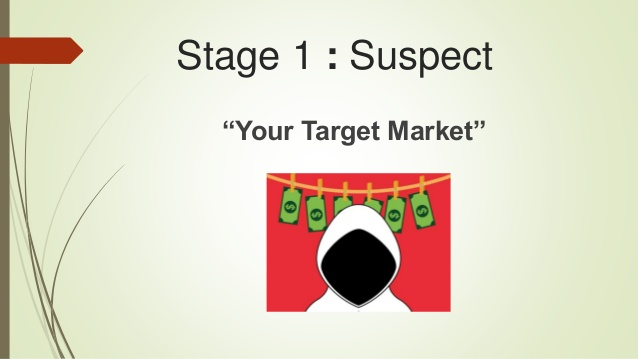 Stage 1 : Suspect
“Your Target Market”
$ $ $ $ $ $